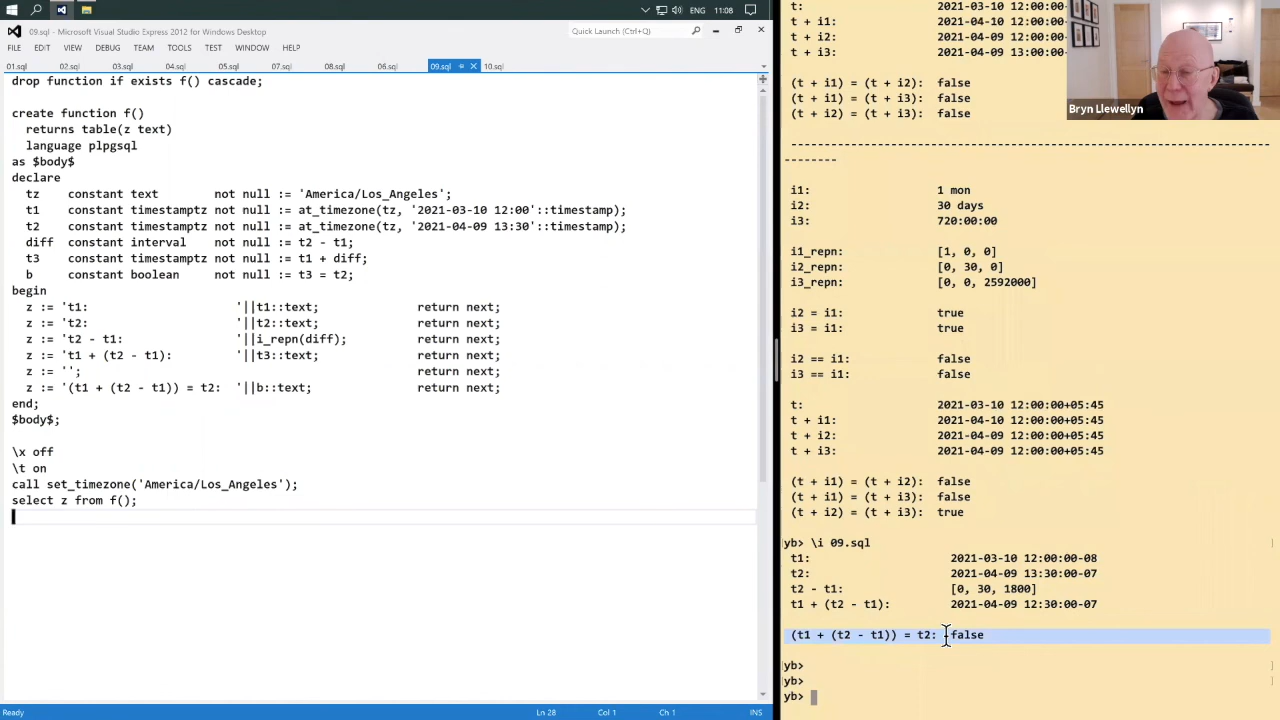 ENG 11:08
09.sql - Microsoft Visual Studio Express 2012 for Windows Desktop
Quick Launch (Ctrl+Q)
FILE EDIT VIEW DEBUG TEAM TOOLS TEST WINDOW HELP
01.sql 02.sql 03.sql 04.sql 05.sql 07.sql 08.sql 06.sql 09.sql 10.sql
drop function if exists f() cascade;
create function f()
returns table(z text)
language plpgsql
as $body$
declare
tz constant text not null := 'America/Los_Angeles';
t1 constant timestamptz not null := at_timezone(tz, '2021-03-10 12:00'::timestamp);
t2 constant timestamptz not null := at_timezone(tz, '2021-04-09 13:30'::timestamp);
diff constant interval not null := t2 - t1;
t3 constant timestamptz not null := t1 + diff;
b constant boolean not null := t3 = t2;
begin
z := 't1: '||t1::text; return next;
z := 't2: '||t2::text; return next;
z := 't2 - t1: '||i_repn(diff); return next;
z := 't1 + (t2 - t1): '||t3::text; return next;
z := ''; return next;
z := '(t1 + (t2 - t1)) = t2: '||b::text; return next;
end;
$body$;
\x off
\t on
call set_timezone('America/Los_Angeles');
select z from f();
Ready Ln 28 Col 1 Ch 1 INS
t: 2021-03-10 12:00:00-
t + i1: 2021-04-10 12:00:00-
t + i2: 2021-04-09 12:00:00-
t + i3: 2021-04-09 13:00:00-
(t + i1) = (t + i2): false
(t + i1) = (t + i3): false
(t + i2) = (t + i3): false
Bryn Llewellyn
--------------------------------------------------------------------------------
--------
i1: 1 mon
i2: 30 days
i3: 720:00:00
i1_repn: [1, 0, 0]
i2_repn: [0, 30, 0]
i3_repn: [0, 0, 2592000]
i2 = i1: true
i3 = i1: true
i2 == i1: false
i3 == i1: false
t: 2021-03-10 12:00:00+05:45
t + i1: 2021-04-10 12:00:00+05:45
t + i2: 2021-04-09 12:00:00+05:45
t + i3: 2021-04-09 12:00:00+05:45
(t + i1) = (t + i2): false
(t + i1) = (t + i3): false
(t + i2) = (t + i3): true
yb> \i 09.sql
t1: 2021-03-10 12:00:00-08
t2: 2021-04-09 13:30:00-07
t2 - t1: [0, 30, 1800]
t1 + (t2 - t1): 2021-04-09 12:30:00-07
(t1 + (t2 - t1)) = t2: false
yb>
yb>
yb>